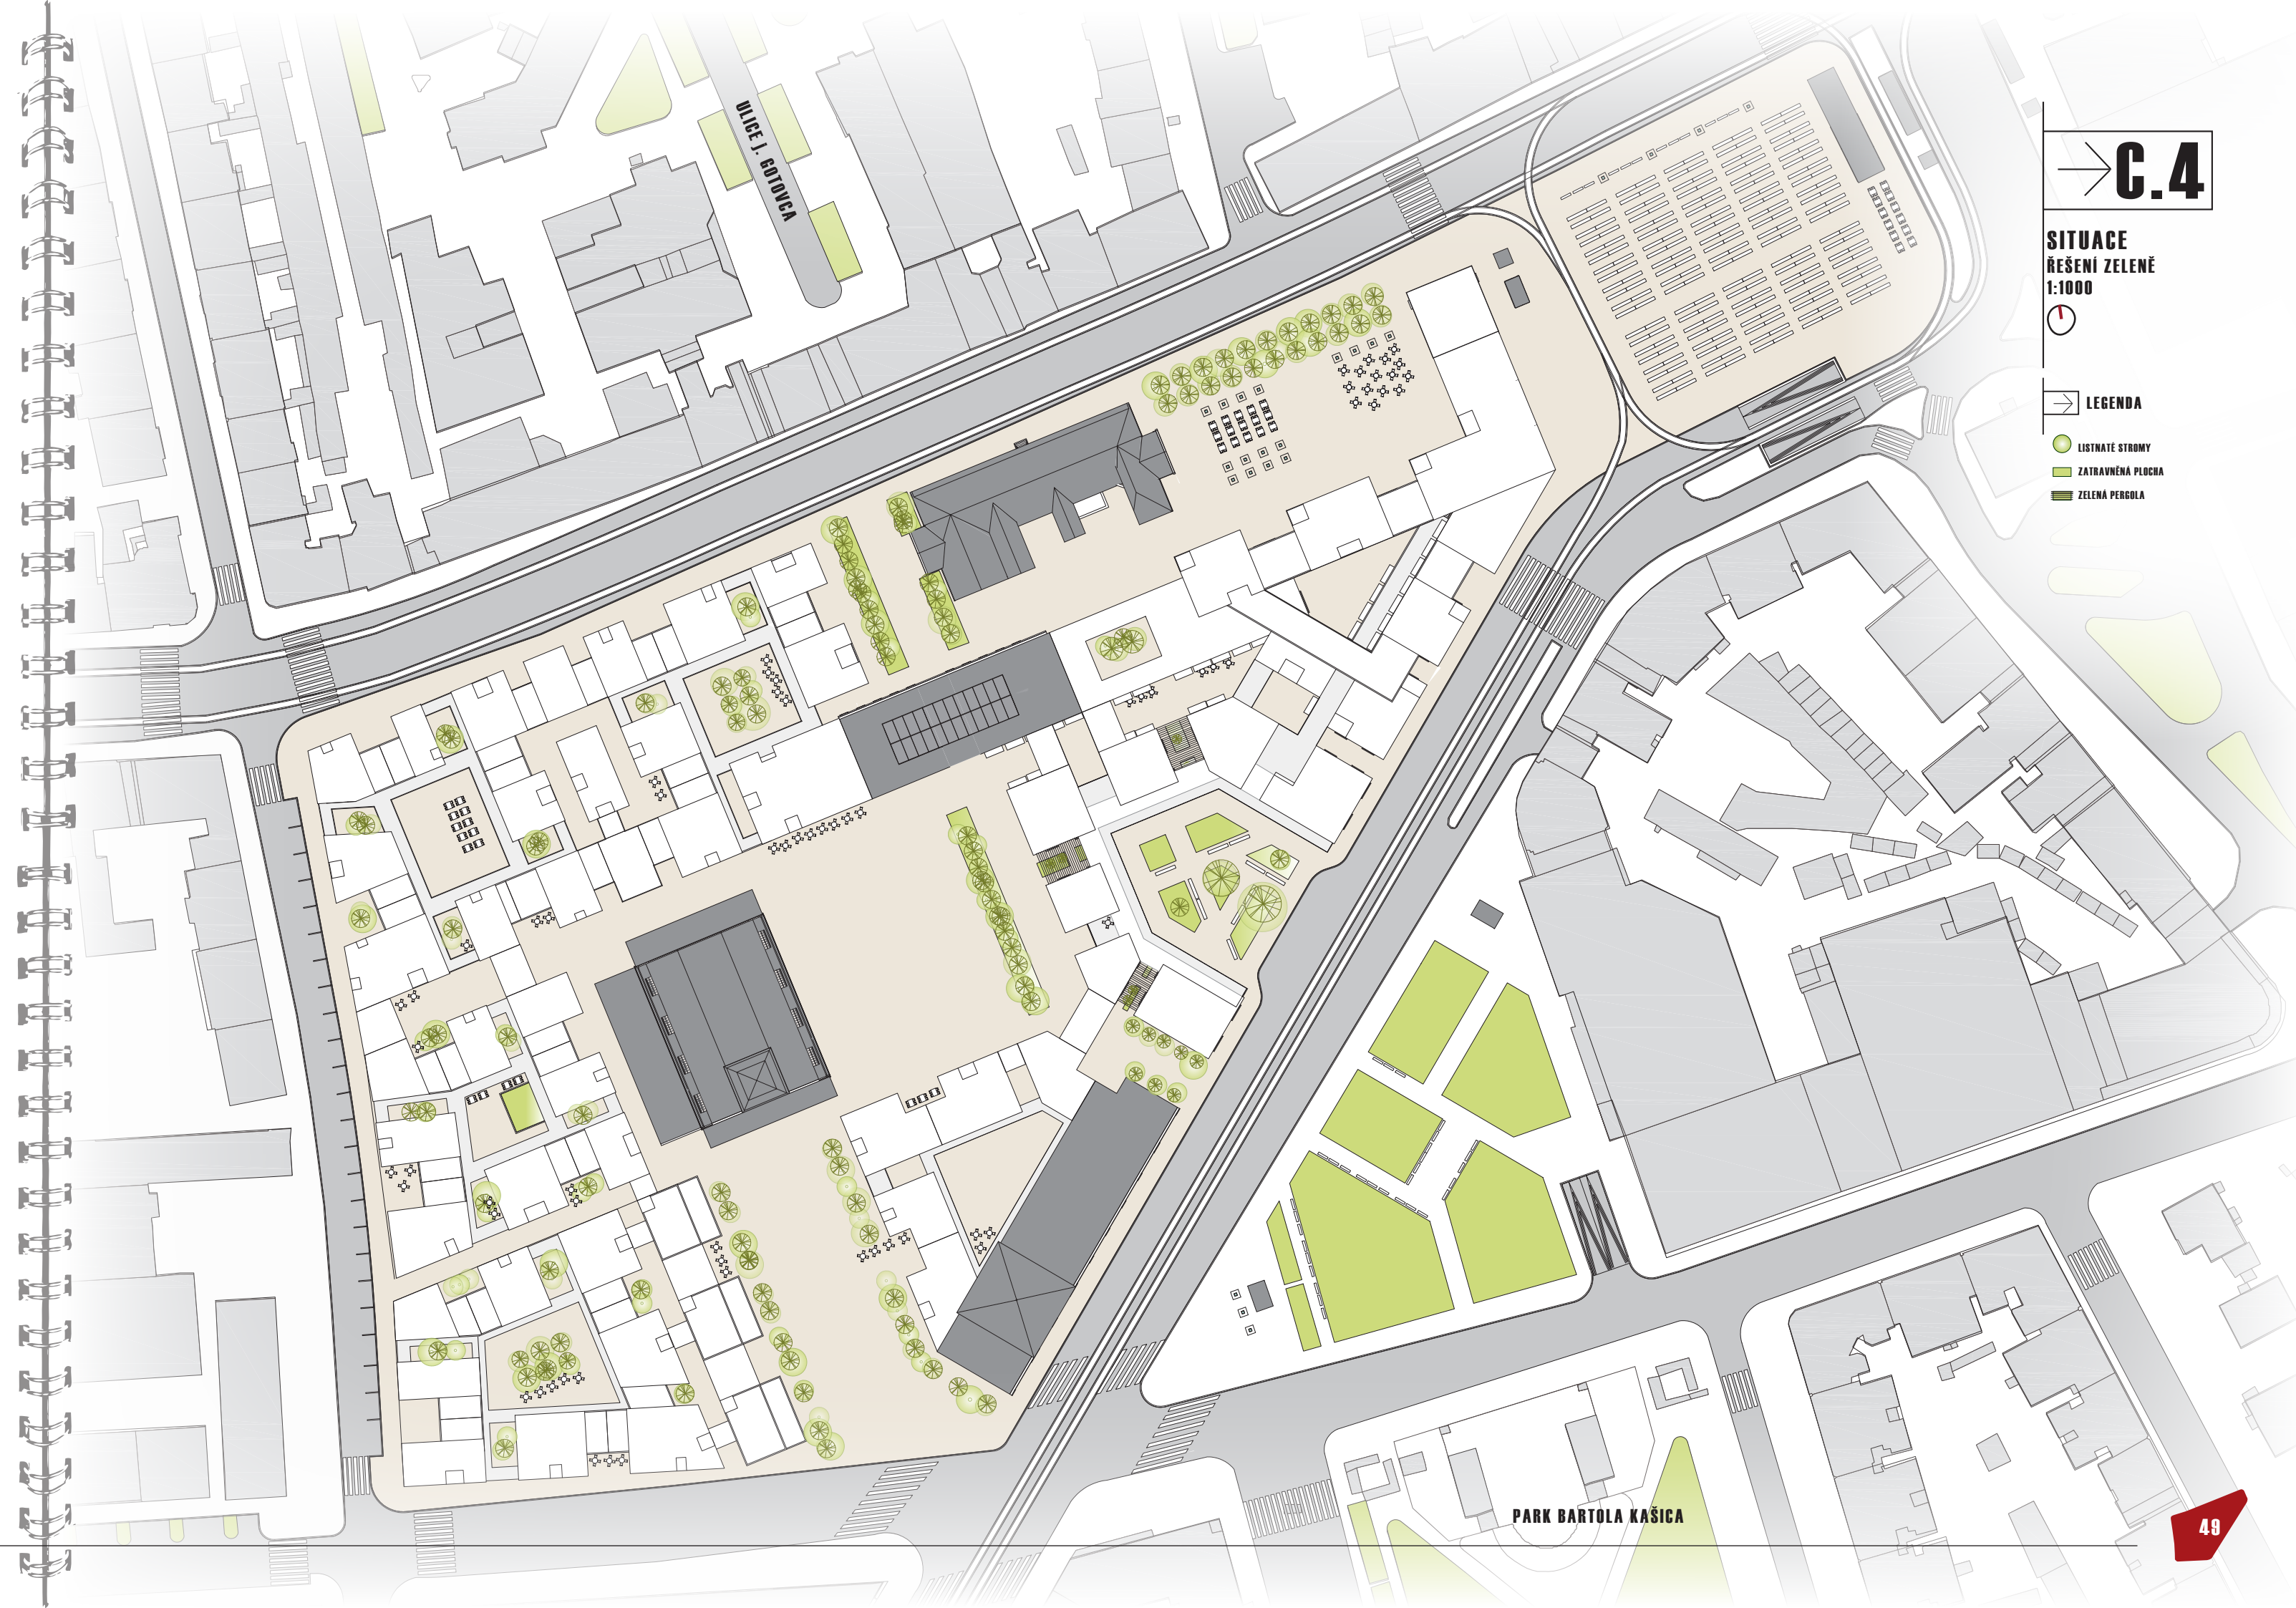 ULICE J. GOTOVCA
C.4
SITUACE
ŘEŠENÍ ZELENĚ
1:1000
LEGENDA
LISTNATÉ STROMY
ZATRAVNĚNÁ PLOCHA
ZELENÁ PERGOLA
PARK BARTOLA KAŠICA
49